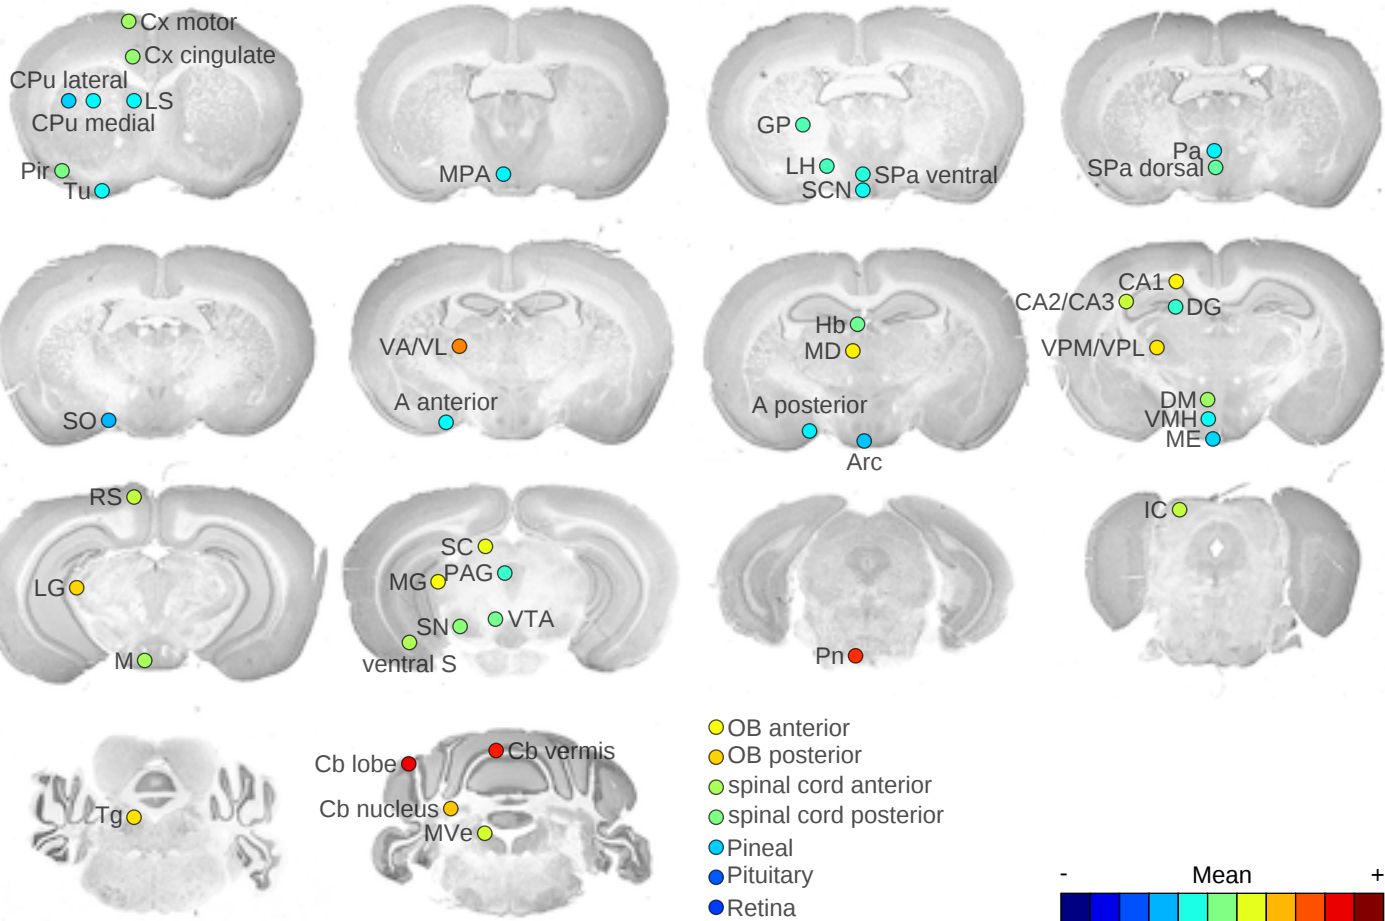 Cx motor
Cx cingulate
CPu lateral
LS
CPu medial
Pir
Tu
MPA
GP
LH
SPa ventral
SCN
Pa
SPa dorsal
SO
VA/VL
A anterior
Hb
MD
A posterior
Arc
CA1
CA2/CA3
DG
VPM/VPL
DM
VMH
ME
RS
LG
M
SC
MG
PAG
SN
VTA
ventral S
Pn
IC
Tg
Cb lobe
Cb vermis
Cb nucleus
MVe
OB anterior
OB posterior
spinal cord anterior
spinal cord posterior
Pineal
Pituitary
Retina
- Mean +